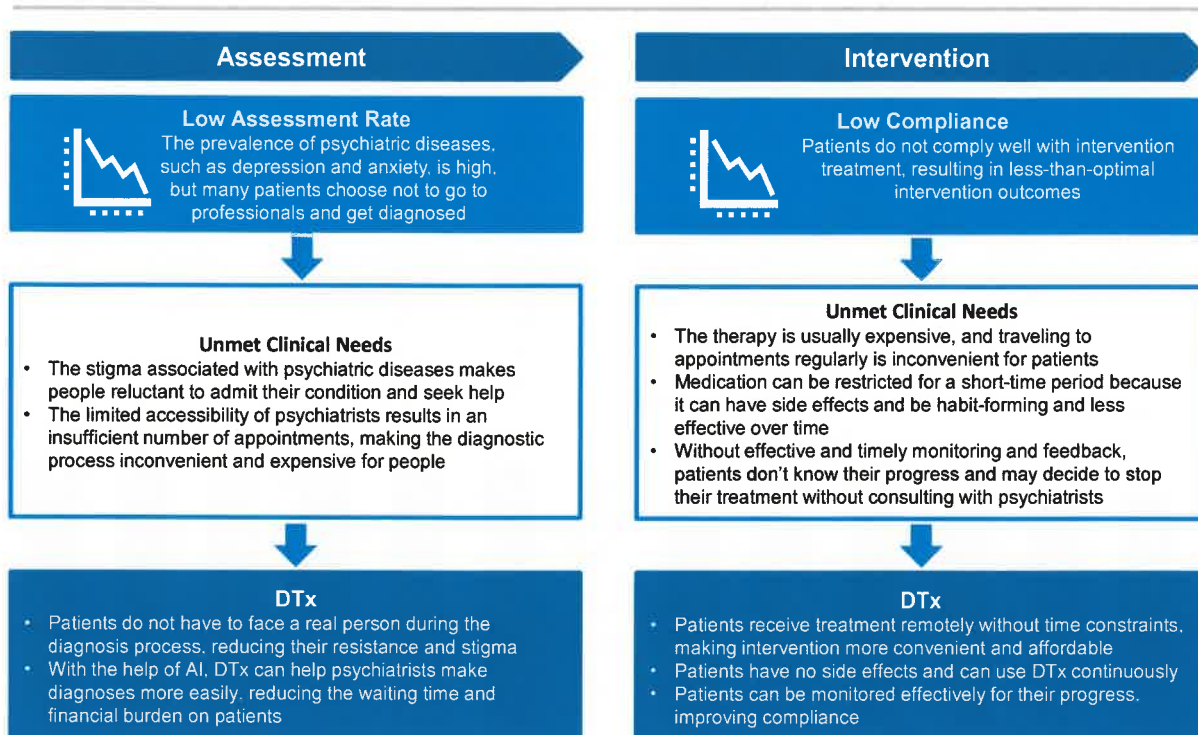 Assessment
Low Assessment Rate
The prevalence of psychiatric diseases,
such as depression and anxiety, is high,
but many patients choose not to go to
professionals and get diagnosed
Unmet Clinical Needs
• The stigma associated with psychiatric diseases makes
people reluctant to admit their condition and seek help
• The limited accessibility of psychiatrists results in an
insufficient number of appointments, making the diagnostic
process inconvenient and expensive for people
DTx
• Patients do not have to face a real person during the
diagnosis process, reducing their resistance and stigma
• With the help of AI, DTx can help psychiatrists make
diagnoses more easily, reducing the waiting time and
financial burden on patients
Intervention
Low Compliance
Patients do not comply well with intervention
treatment, resulting in less-than-optimal
intervention outcomes
Unmet Clinical Needs
• The therapy is usually expensive, and traveling to
appointments regularly is inconvenient for patients
• Medication can be restricted for a short-time period because
it can have side effects and be habit-forming and less
effective over time
• Without effective and timely monitoring and feedback,
patients don't know their progress and may decide to stop
their treatment without consulting with psychiatrists
DTx
• Patients receive treatment remotely without time constraints,
making intervention more convenient and affordable
• Patients have no side effects and can use DTx continuously
• Patients can be monitored effectively for their progress,
improving compliance